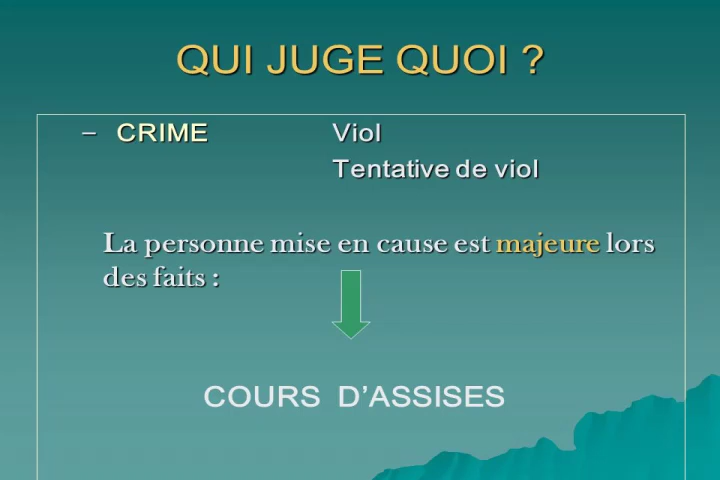 QUI JUGE QUOI ?
– CRIME Viol
Tentative de viol
La personne mise en cause est majeure lors
des faits :
COURS D’ASSISES